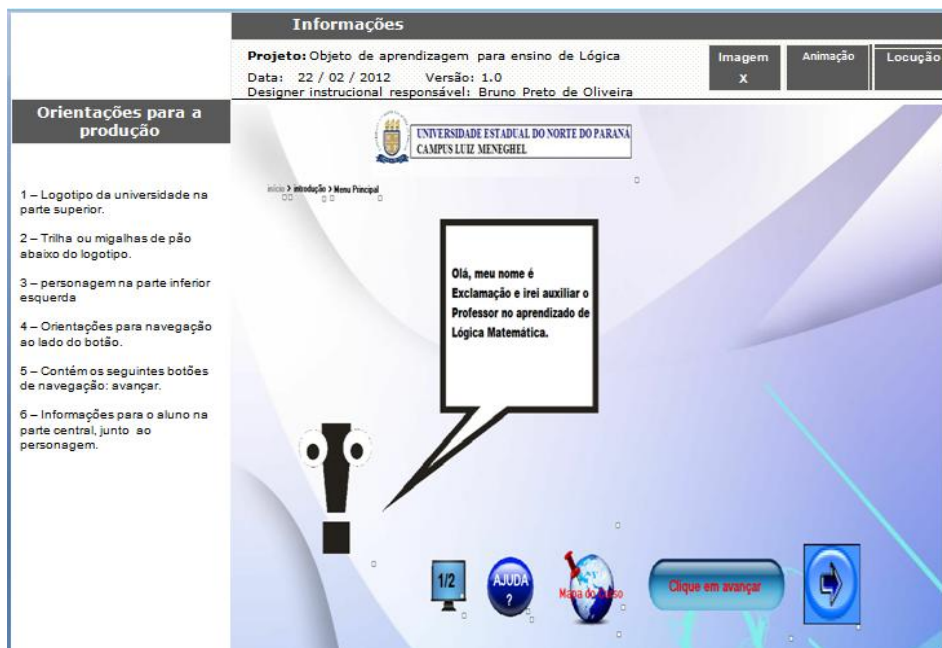 Informações
Projeto: Objeto de aprendizagem para ensino de Lógica
Data: 22 / 02 / 2012 Versão: 1.0
Designer instrucional responsável: Bruno Preto de Oliveira
Imagem
X
Animação
Locução
Orientações para a
produção
1 – Logotipo da universidade na
parte superior.
2 – Trilha ou migalhas de pão
abaixo do logotipo.
3 – personagem na parte inferior
esquerda
4 – Orientações para navegação
ao lado do botão.
5 – Contém os seguintes botões
de navegação: avançar.
6 – Informações para o aluno na
parte central, junto ao
personagem.
UNIVERSIDADE ESTADUAL DO NORTE DO PARANÁ
CAMPUS LUIZ MENEGHEL
início > introdução > Menu Principal
Olá, meu nome é
Exclamação e irei auxiliar o
Professor no aprendizado de
Lógica Matemática.
1/2
AJUDA
?
Mapa do Curso
Clique em avançar